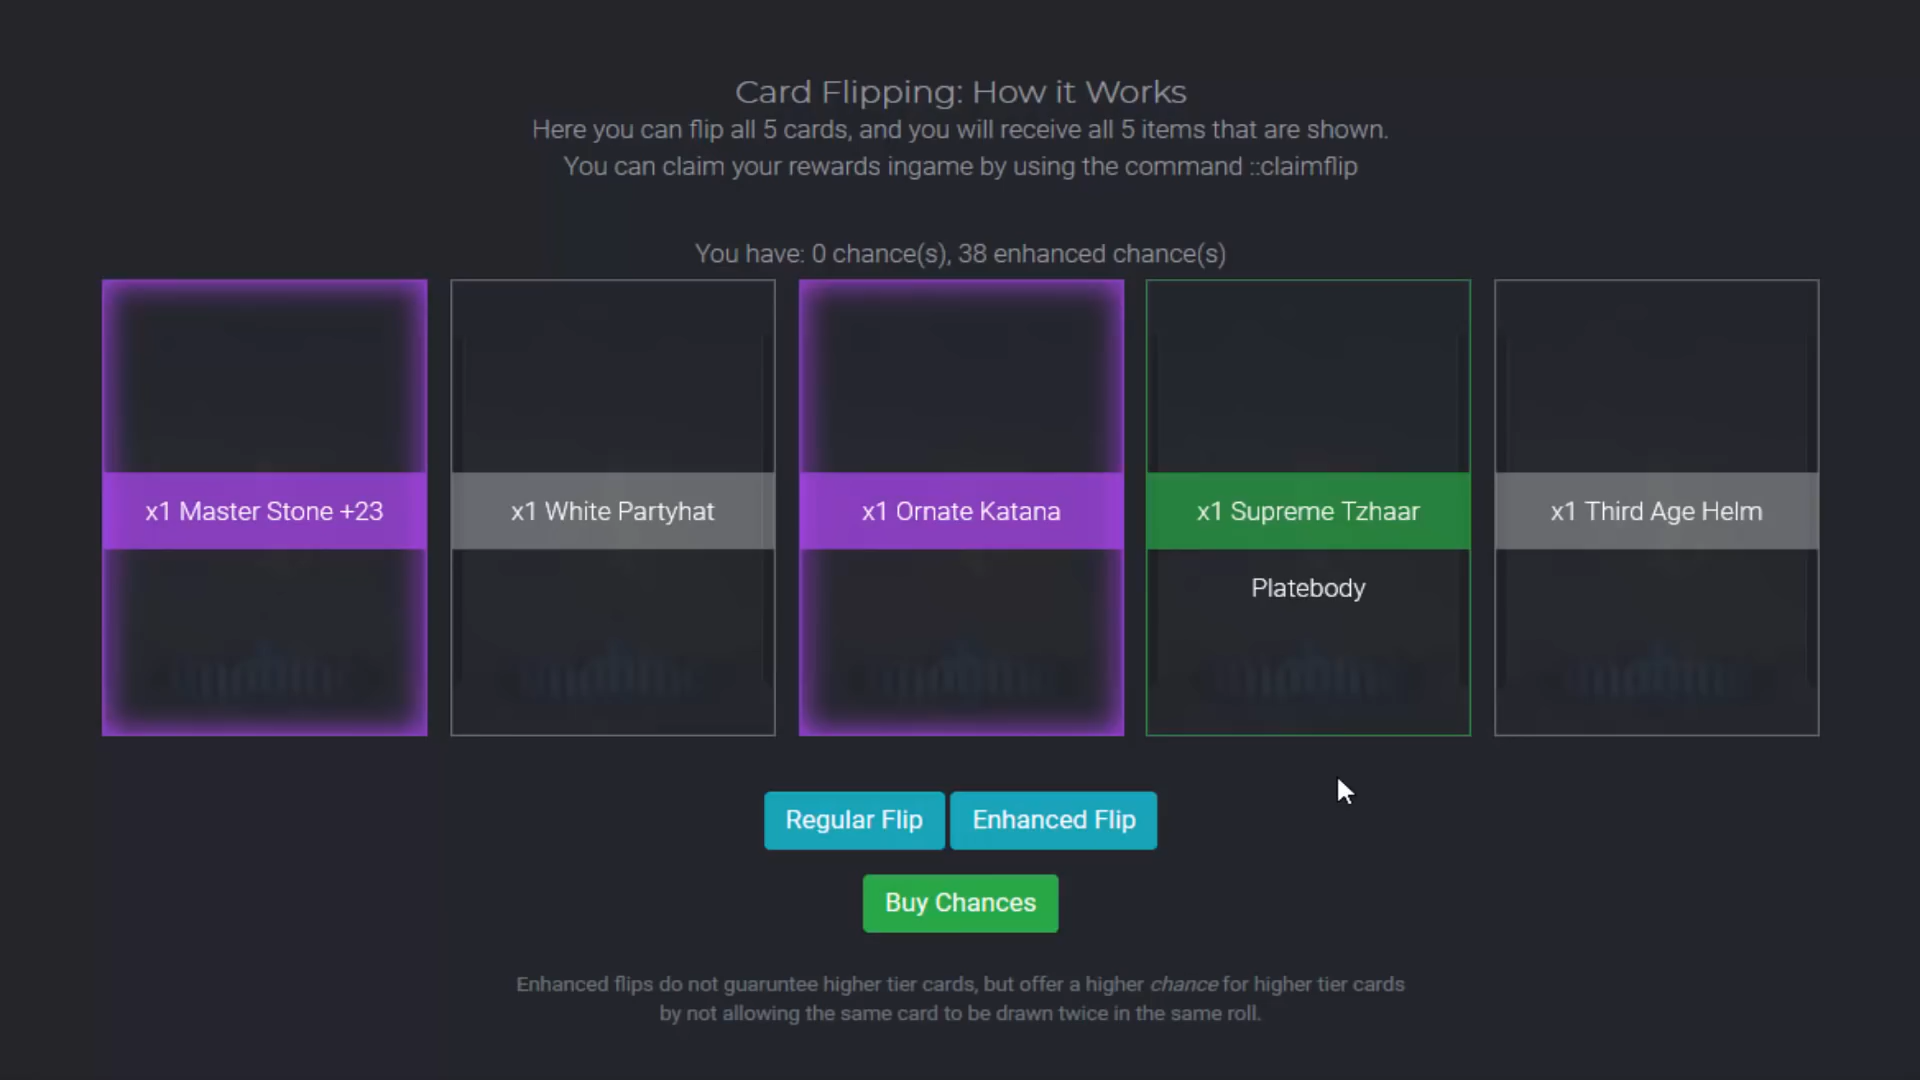 Card Flipping: How it Works
Here you can flip all 5 cards, and you will receive all 5 items that are shown.
You can claim your rewards ingame by using the command ::claimflip
You have: 0 chance(s), 38 enhanced chance(s)
x1 Master Stone +23
x1 White Partyhat
x1 Ornate Katana
x1 Supreme Tzhaar
Platebody
x1 Third Age Helm
Regular Flip
Enhanced Flip
Buy Chances
Enhanced flips do not guaruntee higher tier cards, but offer a higher chance for higher tier cards
by not allowing the same card to be drawn twice in the same roll.